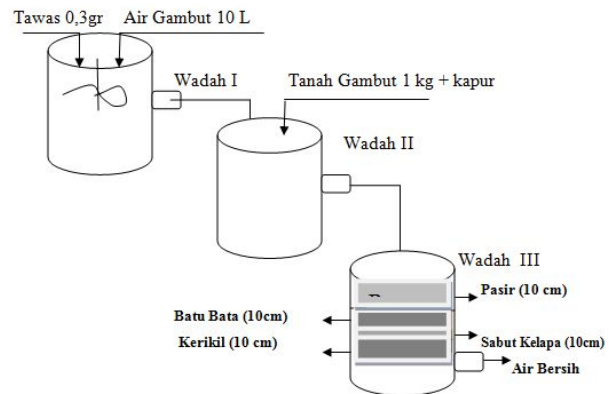 Tawas 0,3gr Air Gambut 10 L
Wadah I
Tanah Gambut 1 kg + kapur
Wadah II
Wadah III
Pasir (10 cm)
Batu Bata (10cm)
Kerikil (10 cm)
Sabut Kelapa (10cm)
Air Bersih